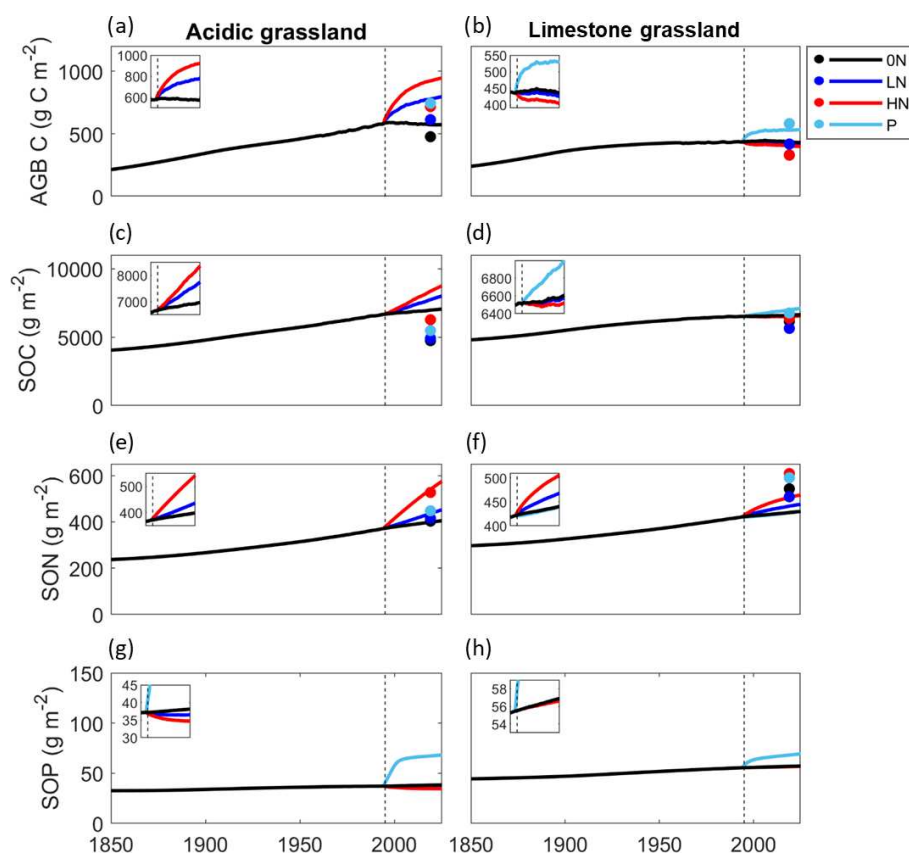 (a) Acidic grassland
(b) Limestone grassland
AGB C (g C m⁻²)
1000
500
0
1000
800
600
550
500
450
400
0N
LN
HN
P
(c)
(d)
SOC (g m⁻²)
10000
5000
0
8000
7000
6800
6600
6400
(e)
(f)
SON (g m⁻²)
600
400
200
0
500
400
500
450
400
(g)
(h)
SOP (g m⁻²)
150
100
50
0
45
40
35
30
58
56
54
1850 1900 1950 2000
1850 1900 1950 2000